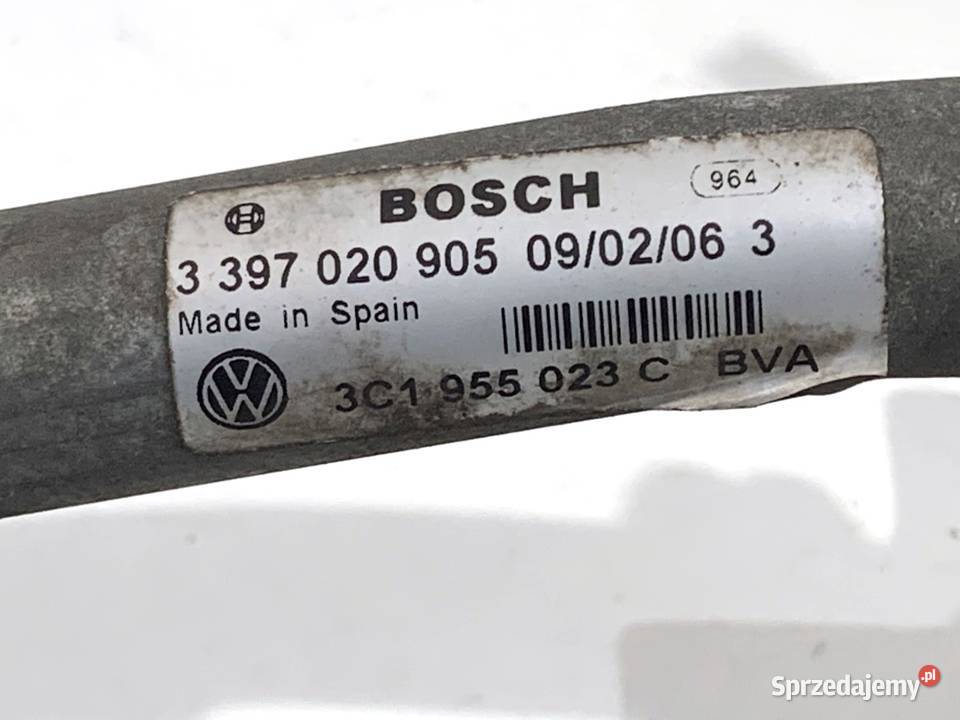 BOSCH 964
3 397 020 905 09/02/06 3
Made in Spain
3C1 955 023 C BVA
Sprzedajemy.pl